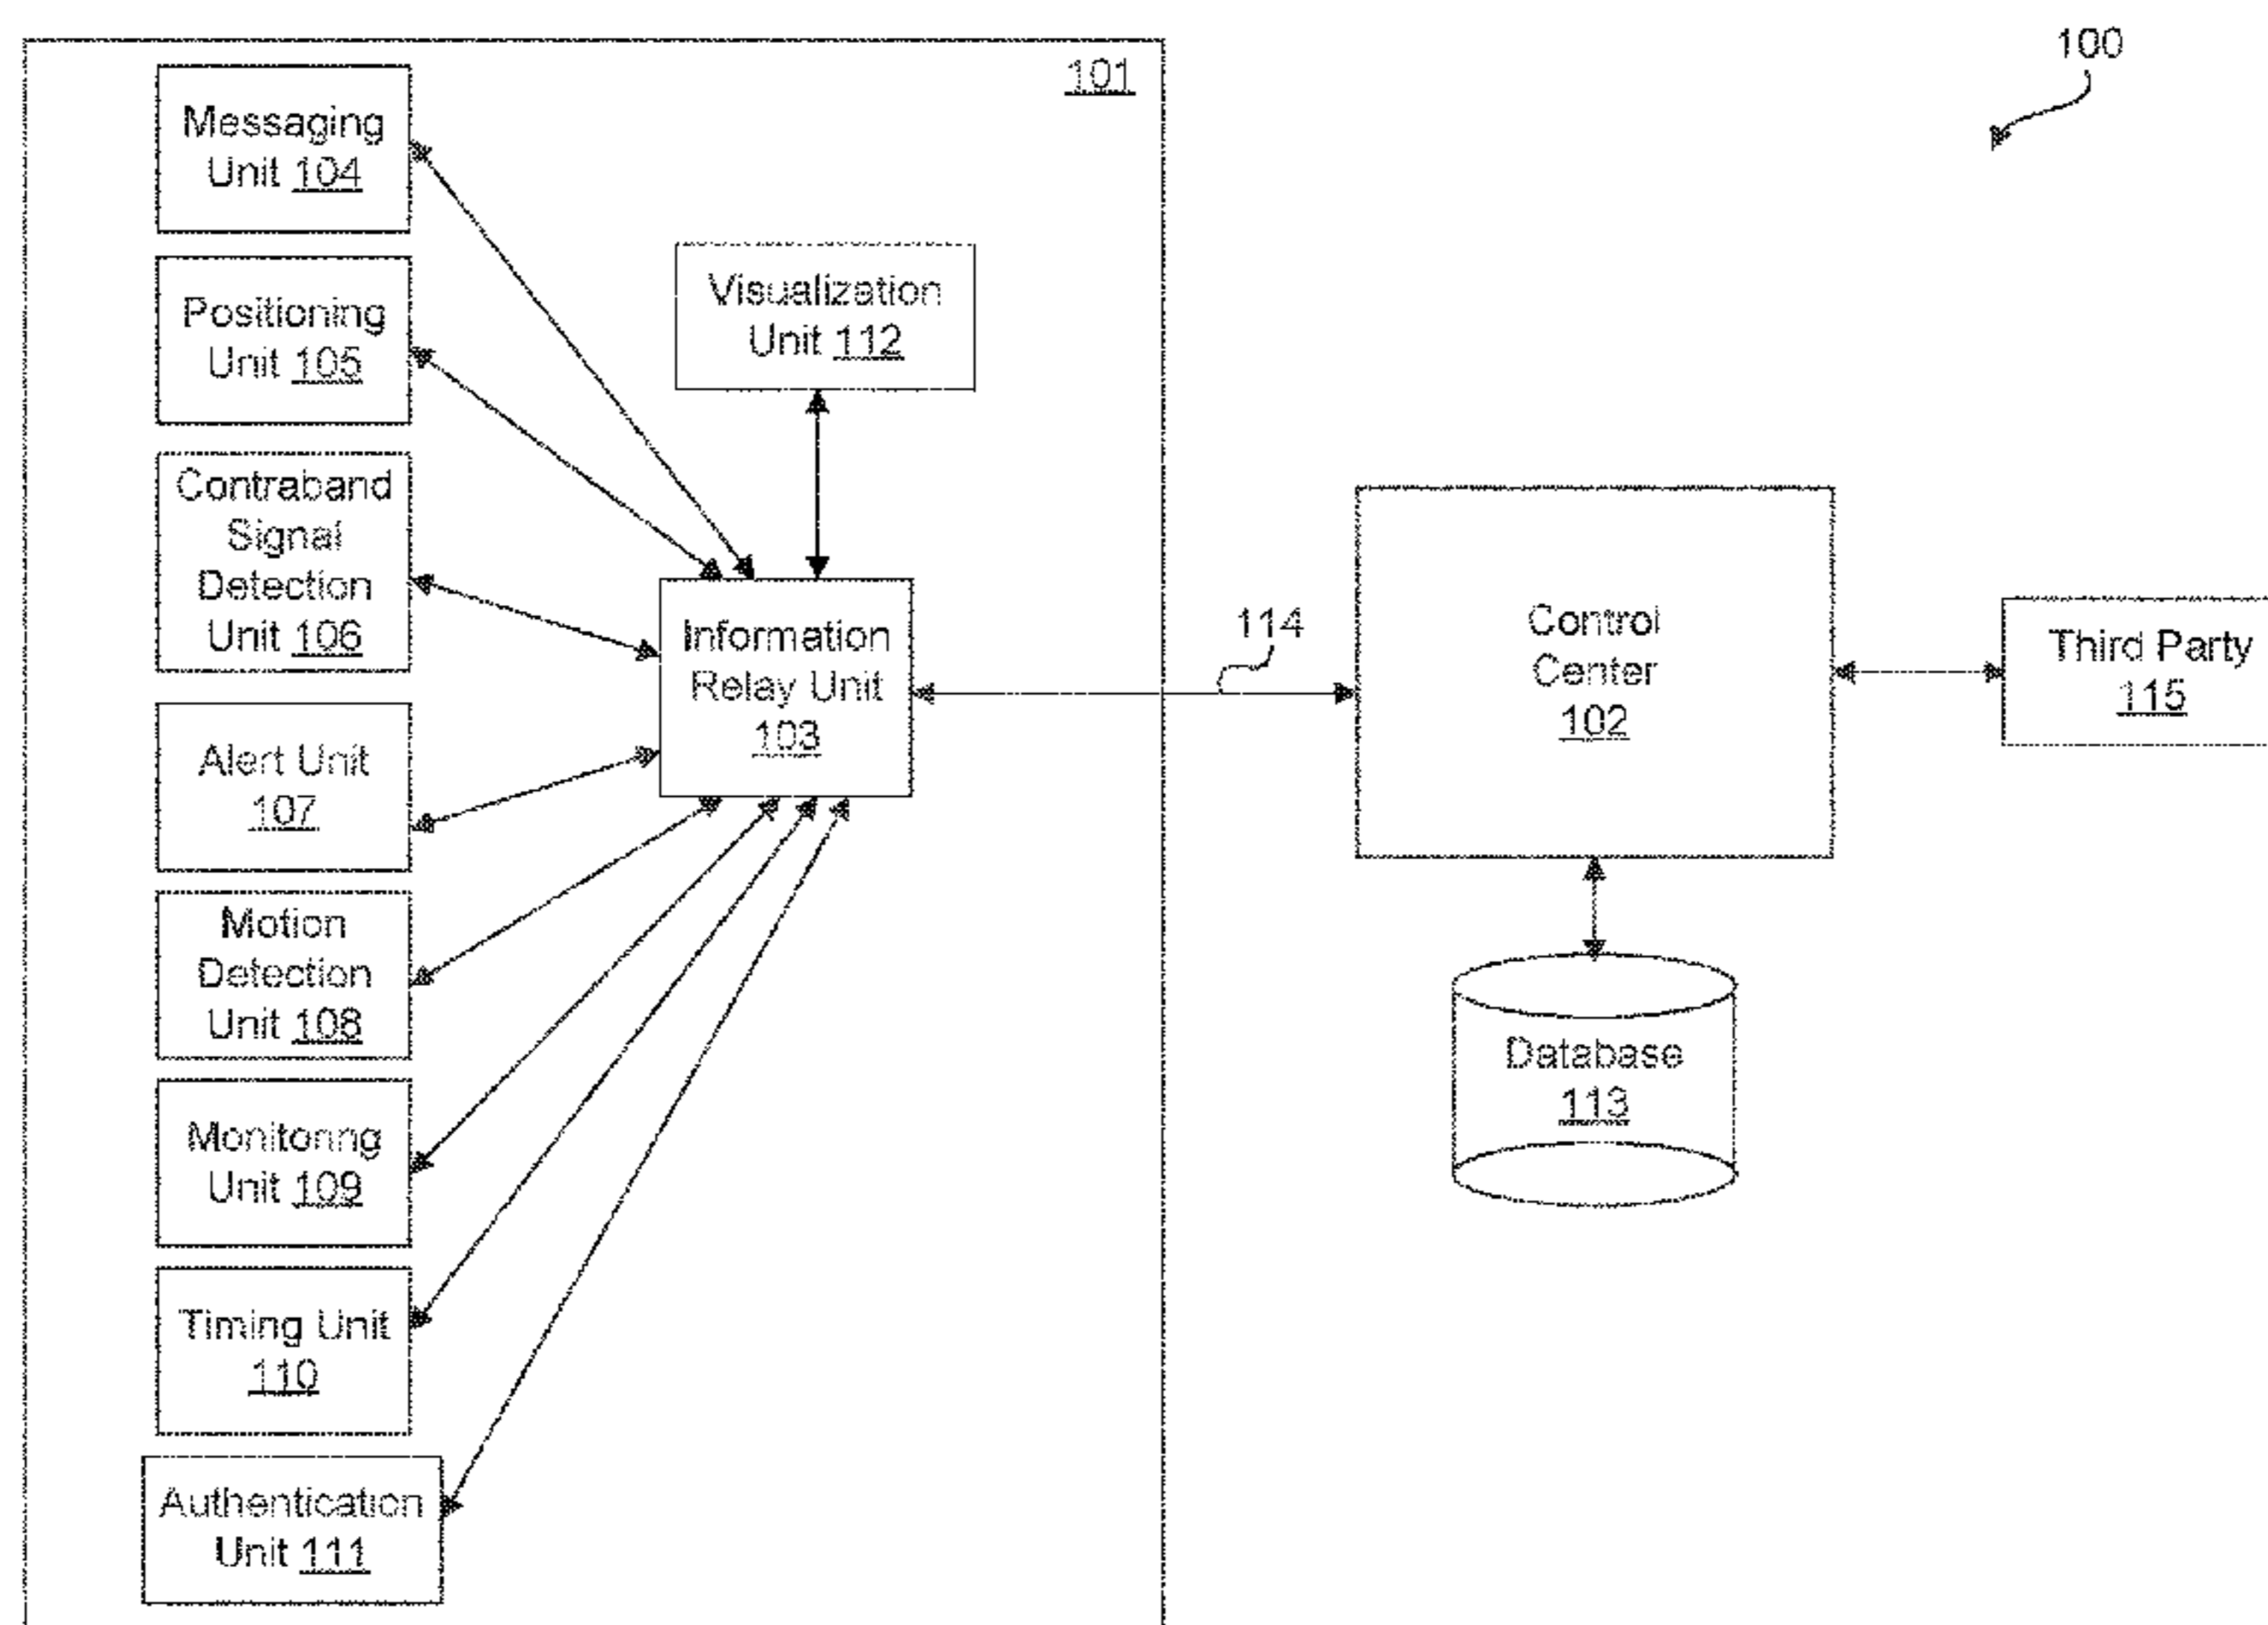 100
101
Messaging
Unit 104
Positioning
Unit 105
Contraband
Signal
Detection
Unit 106
Alert Unit
107
Motion
Detection
Unit 108
Monitoring
Unit 109
Timing Unit
110
Authentication
Unit 111
Visualization
Unit 112
Information
Relay Unit
103
114
Control
Center
102
Third Party
115
Database
113